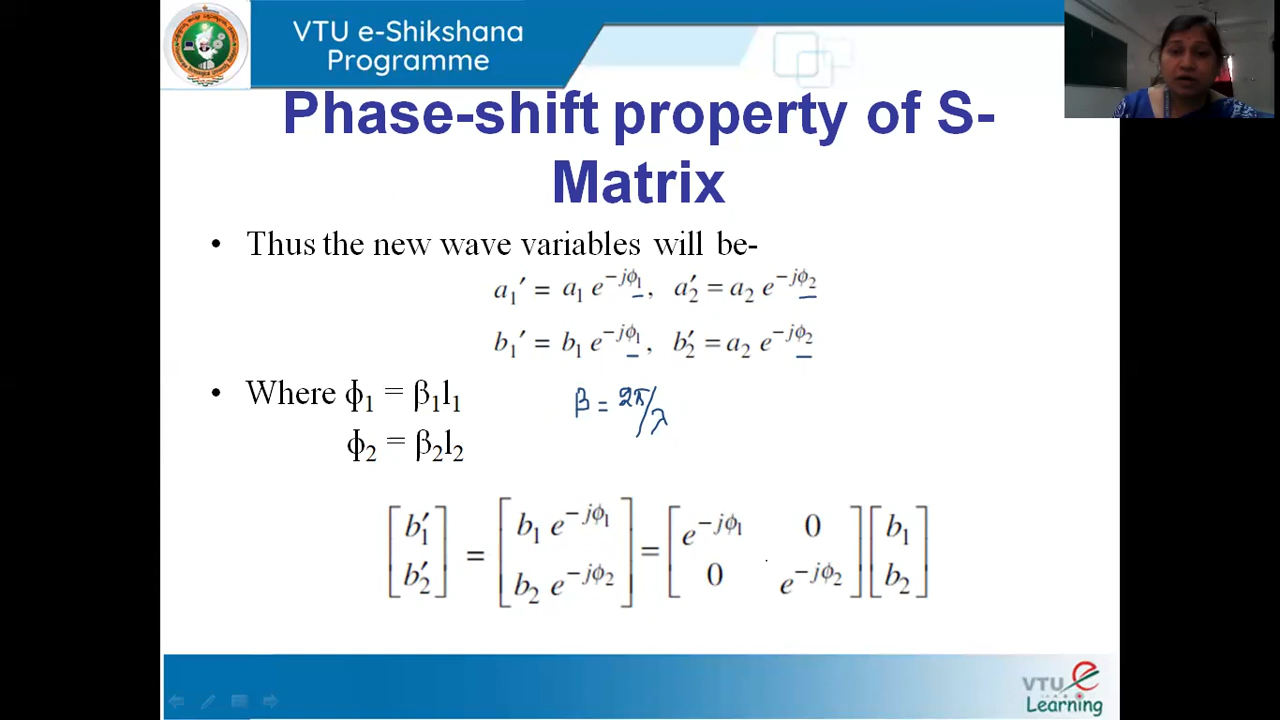 VTU e-Shikshana
Programme
Phase-shift property of S-
Matrix
• Thus the new wave variables will be-
a₁′ = a₁ e^{−jϕ₁}, a₂′ = a₂ e^{−jϕ₂}
b₁′ = b₁ e^{−jϕ₁}, b₂′ = a₂ e^{−jϕ₂}
• Where ϕ₁ = β₁l₁
β = 2π/λ
ϕ₂ = β₂l₂
[b₁′ b₂′] = [b₁ e^{−jϕ₁} b₂ e^{−jϕ₂}] = [e^{−jϕ₁} 0 0 e^{−jϕ₂}] [b₁ b₂]
VTU e
Learning